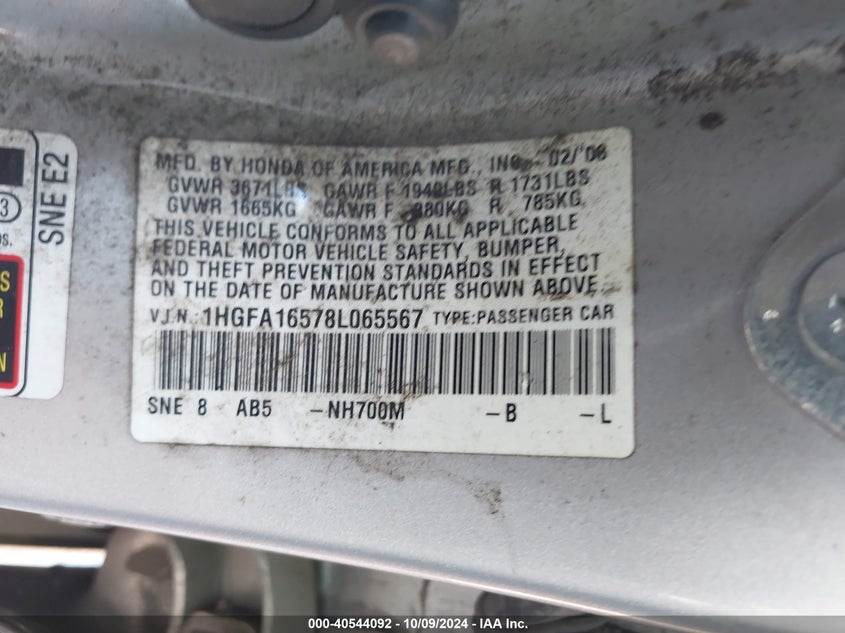 MFD. BY HONDA OF AMERICA MFG., INC. 02/'08
GVWR 3671LBS GAWR F 1940LBS R 1731LBS
GVWR 1665KG GAWR F 880KG R 785KG
THIS VEHICLE CONFORMS TO ALL APPLICABLE
FEDERAL MOTOR VEHICLE SAFETY, BUMPER,
AND THEFT PREVENTION STANDARDS IN EFFECT
ON THE DATE OF MANUFACTURE SHOWN ABOVE.
V.I.N.: 1HGFA16578L065567 TYPE:PASSENGER CAR
SNE 8 AB5 -NH700M -B -L
SNE E2
3
000-40544092 - 10/09/2024 - IAA Inc.